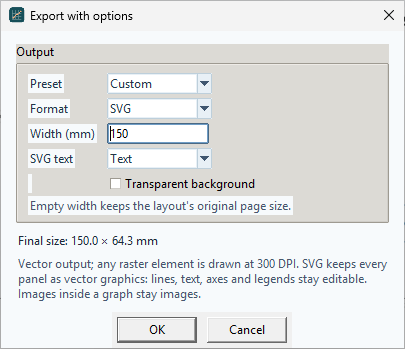 Export with options
Output
Preset Custom
Format SVG
Width (mm) 150
SVG text Text
Transparent background
Empty width keeps the layout's original page size.
Final size: 150.0 × 64.3 mm
Vector output; any raster element is drawn at 300 DPI. SVG keeps every
panel as vector graphics: lines, text, axes and legends stay editable.
Images inside a graph stay images.
OK Cancel